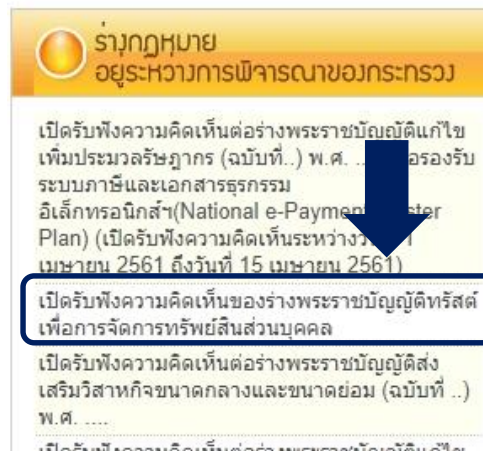 ร่างกฎหมาย
อยู่ระหว่างการพิจารณาของกระทรวง
เปิดรับฟังความคิดเห็นต่อร่างพระราชบัญญัติแก้ไข
เพิ่มประมวลรัษฎากร (ฉบับที่..) พ.ศ. อรองรับ
ระบบภาษีและเอกสารธุรกรรม
อิเล็กทรอนิกส์ฯ(National e-Payment ster
Plan) (เปิดรับฟังความคิดเห็นระหว่าง 1
เมษายน 2561 ถึงวันที่ 15 เมษายน 2561)
เปิดรับฟังความคิดเห็นของร่างพระราชบัญญัติทรัสต์
เพื่อการจัดการทรัพย์สินส่วนบุคคล
เปิดรับฟังความคิดเห็นต่อร่างพระราชบัญญัติส่ง
เสริมวิสาหกิจขนาดกลางและขนาดย่อม (ฉบับที่ ..)
พ.ศ. ....